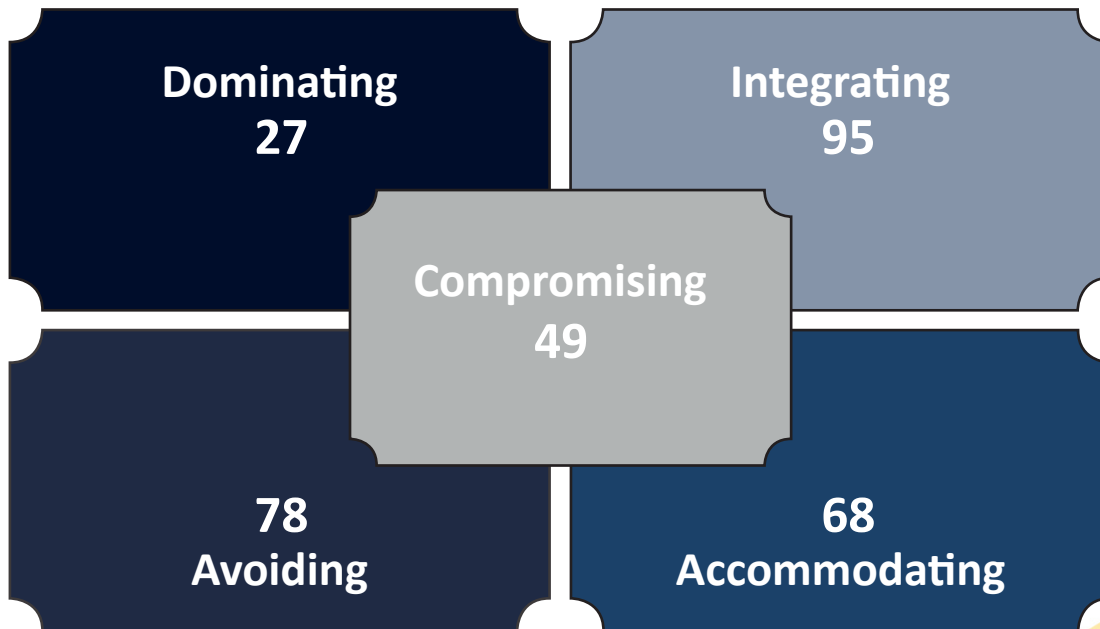 Dominating
27
Integrating
95
Compromising
49
78
Avoiding
68
Accommodating